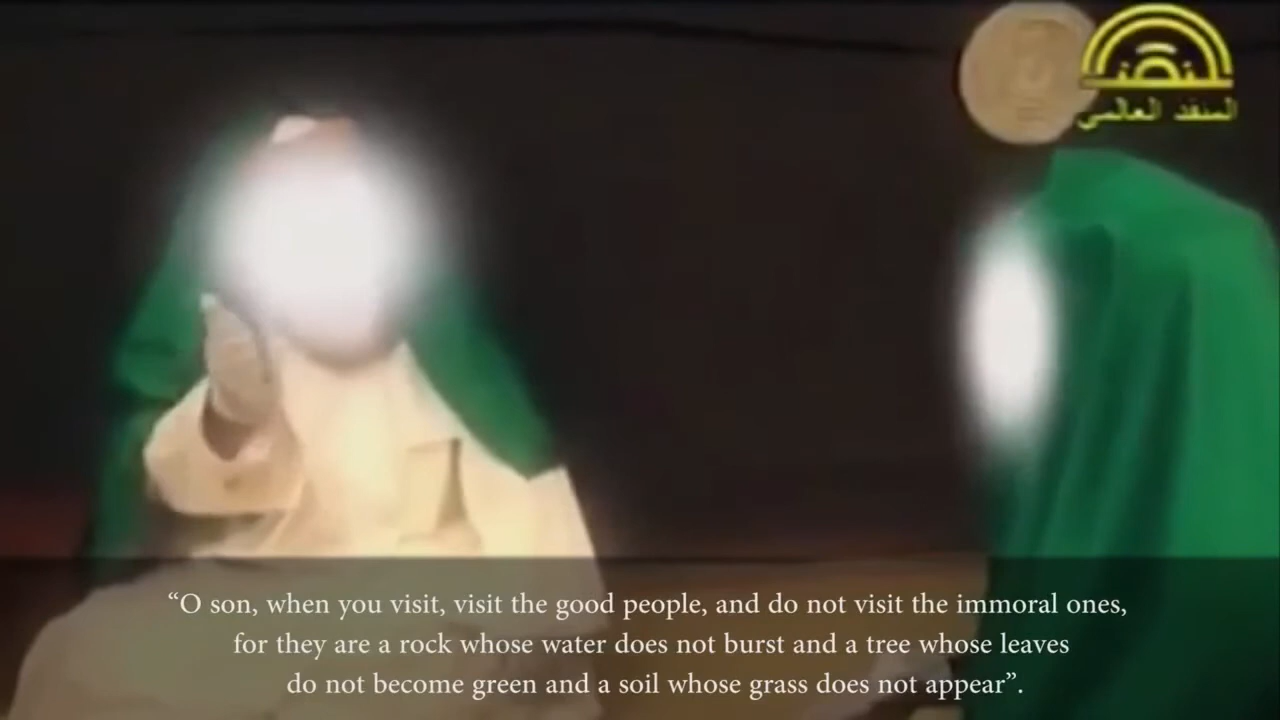 المنقذ العالمي
“O son, when you visit, visit the good people, and do not visit the immoral ones,
for they are a rock whose water does not burst and a tree whose leaves
do not become green and a soil whose grass does not appear”.